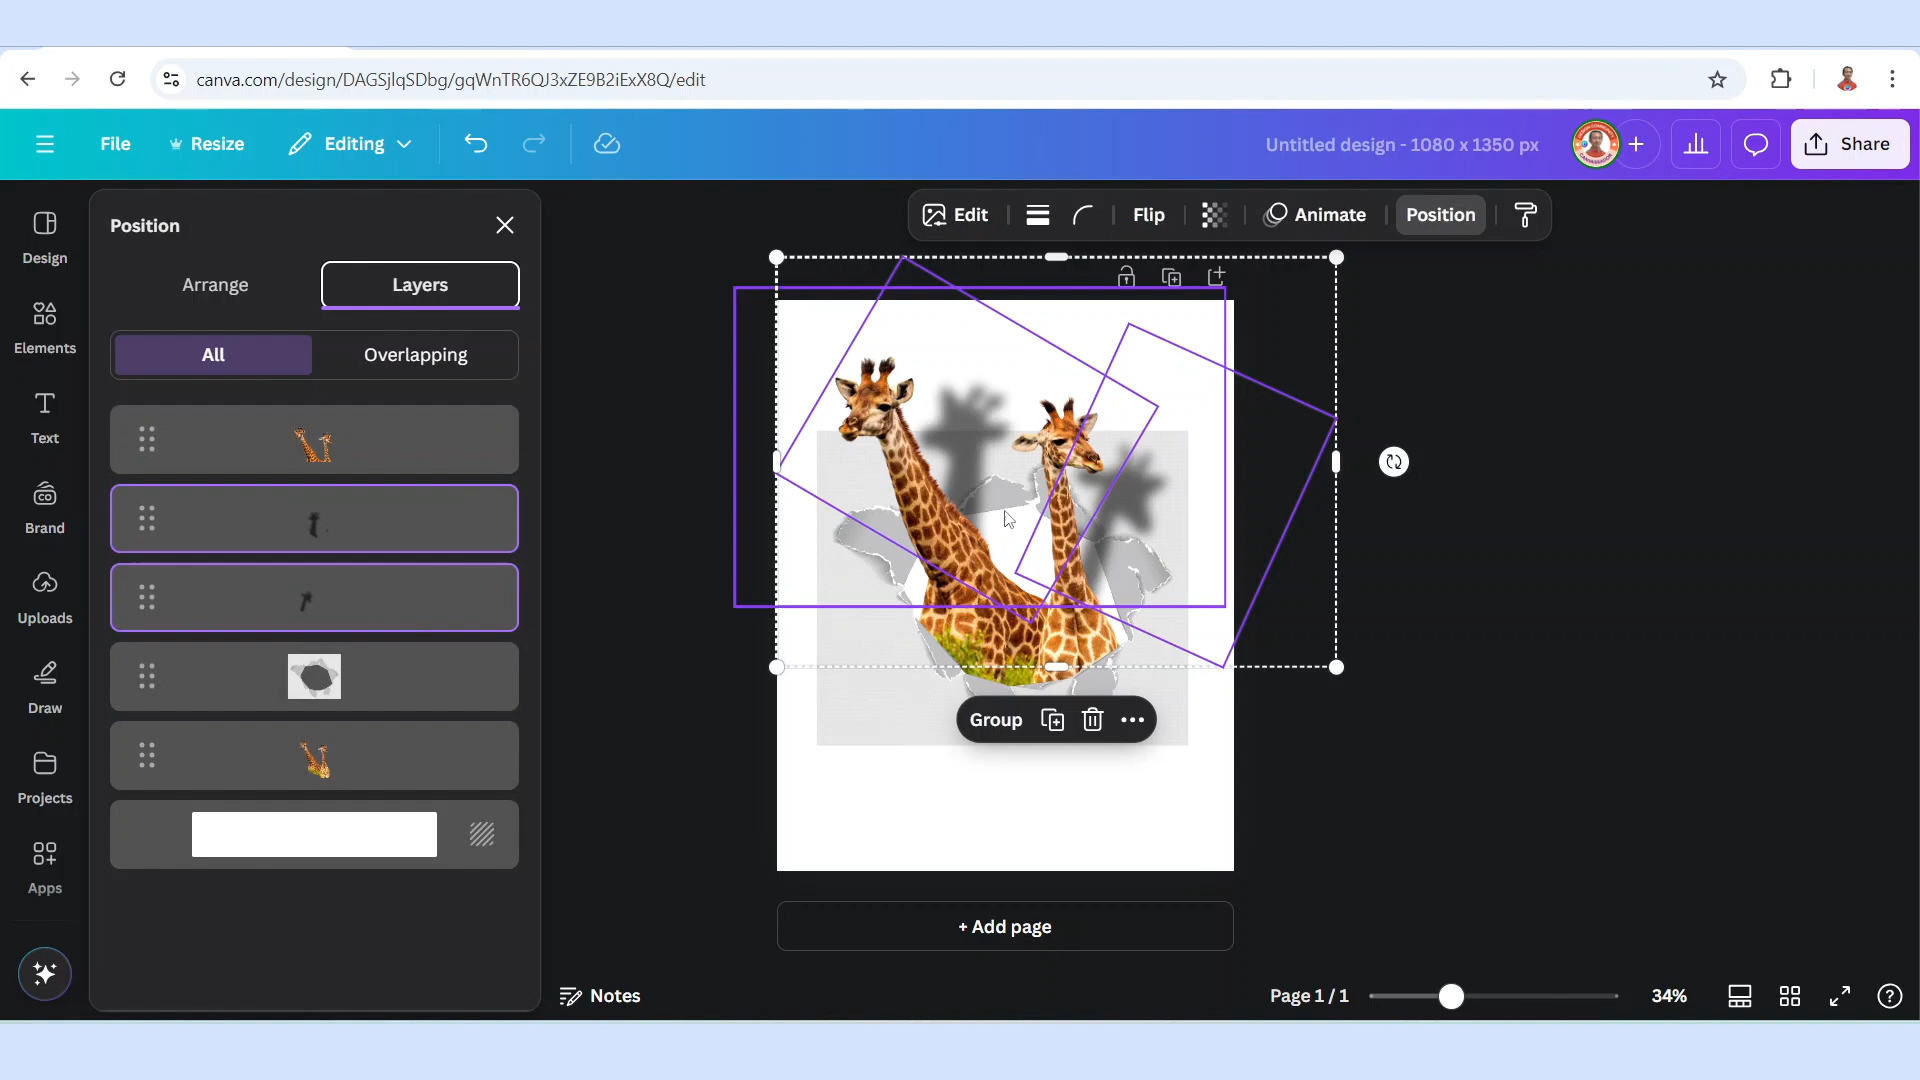 canva.com/design/DAGSjlqSDbg/gqWnTR6QJ3xZE9B2iExX8Q/edit
File
Resize
Editing
Untitled design - 1080 x 1350 px
Share
Design
Elements
Text
Brand
Uploads
Draw
Projects
Apps
Position
Arrange
Layers
All
Overlapping
Edit
Flip
Animate
Position
Group
+ Add page
Notes
Page 1 / 1
34%